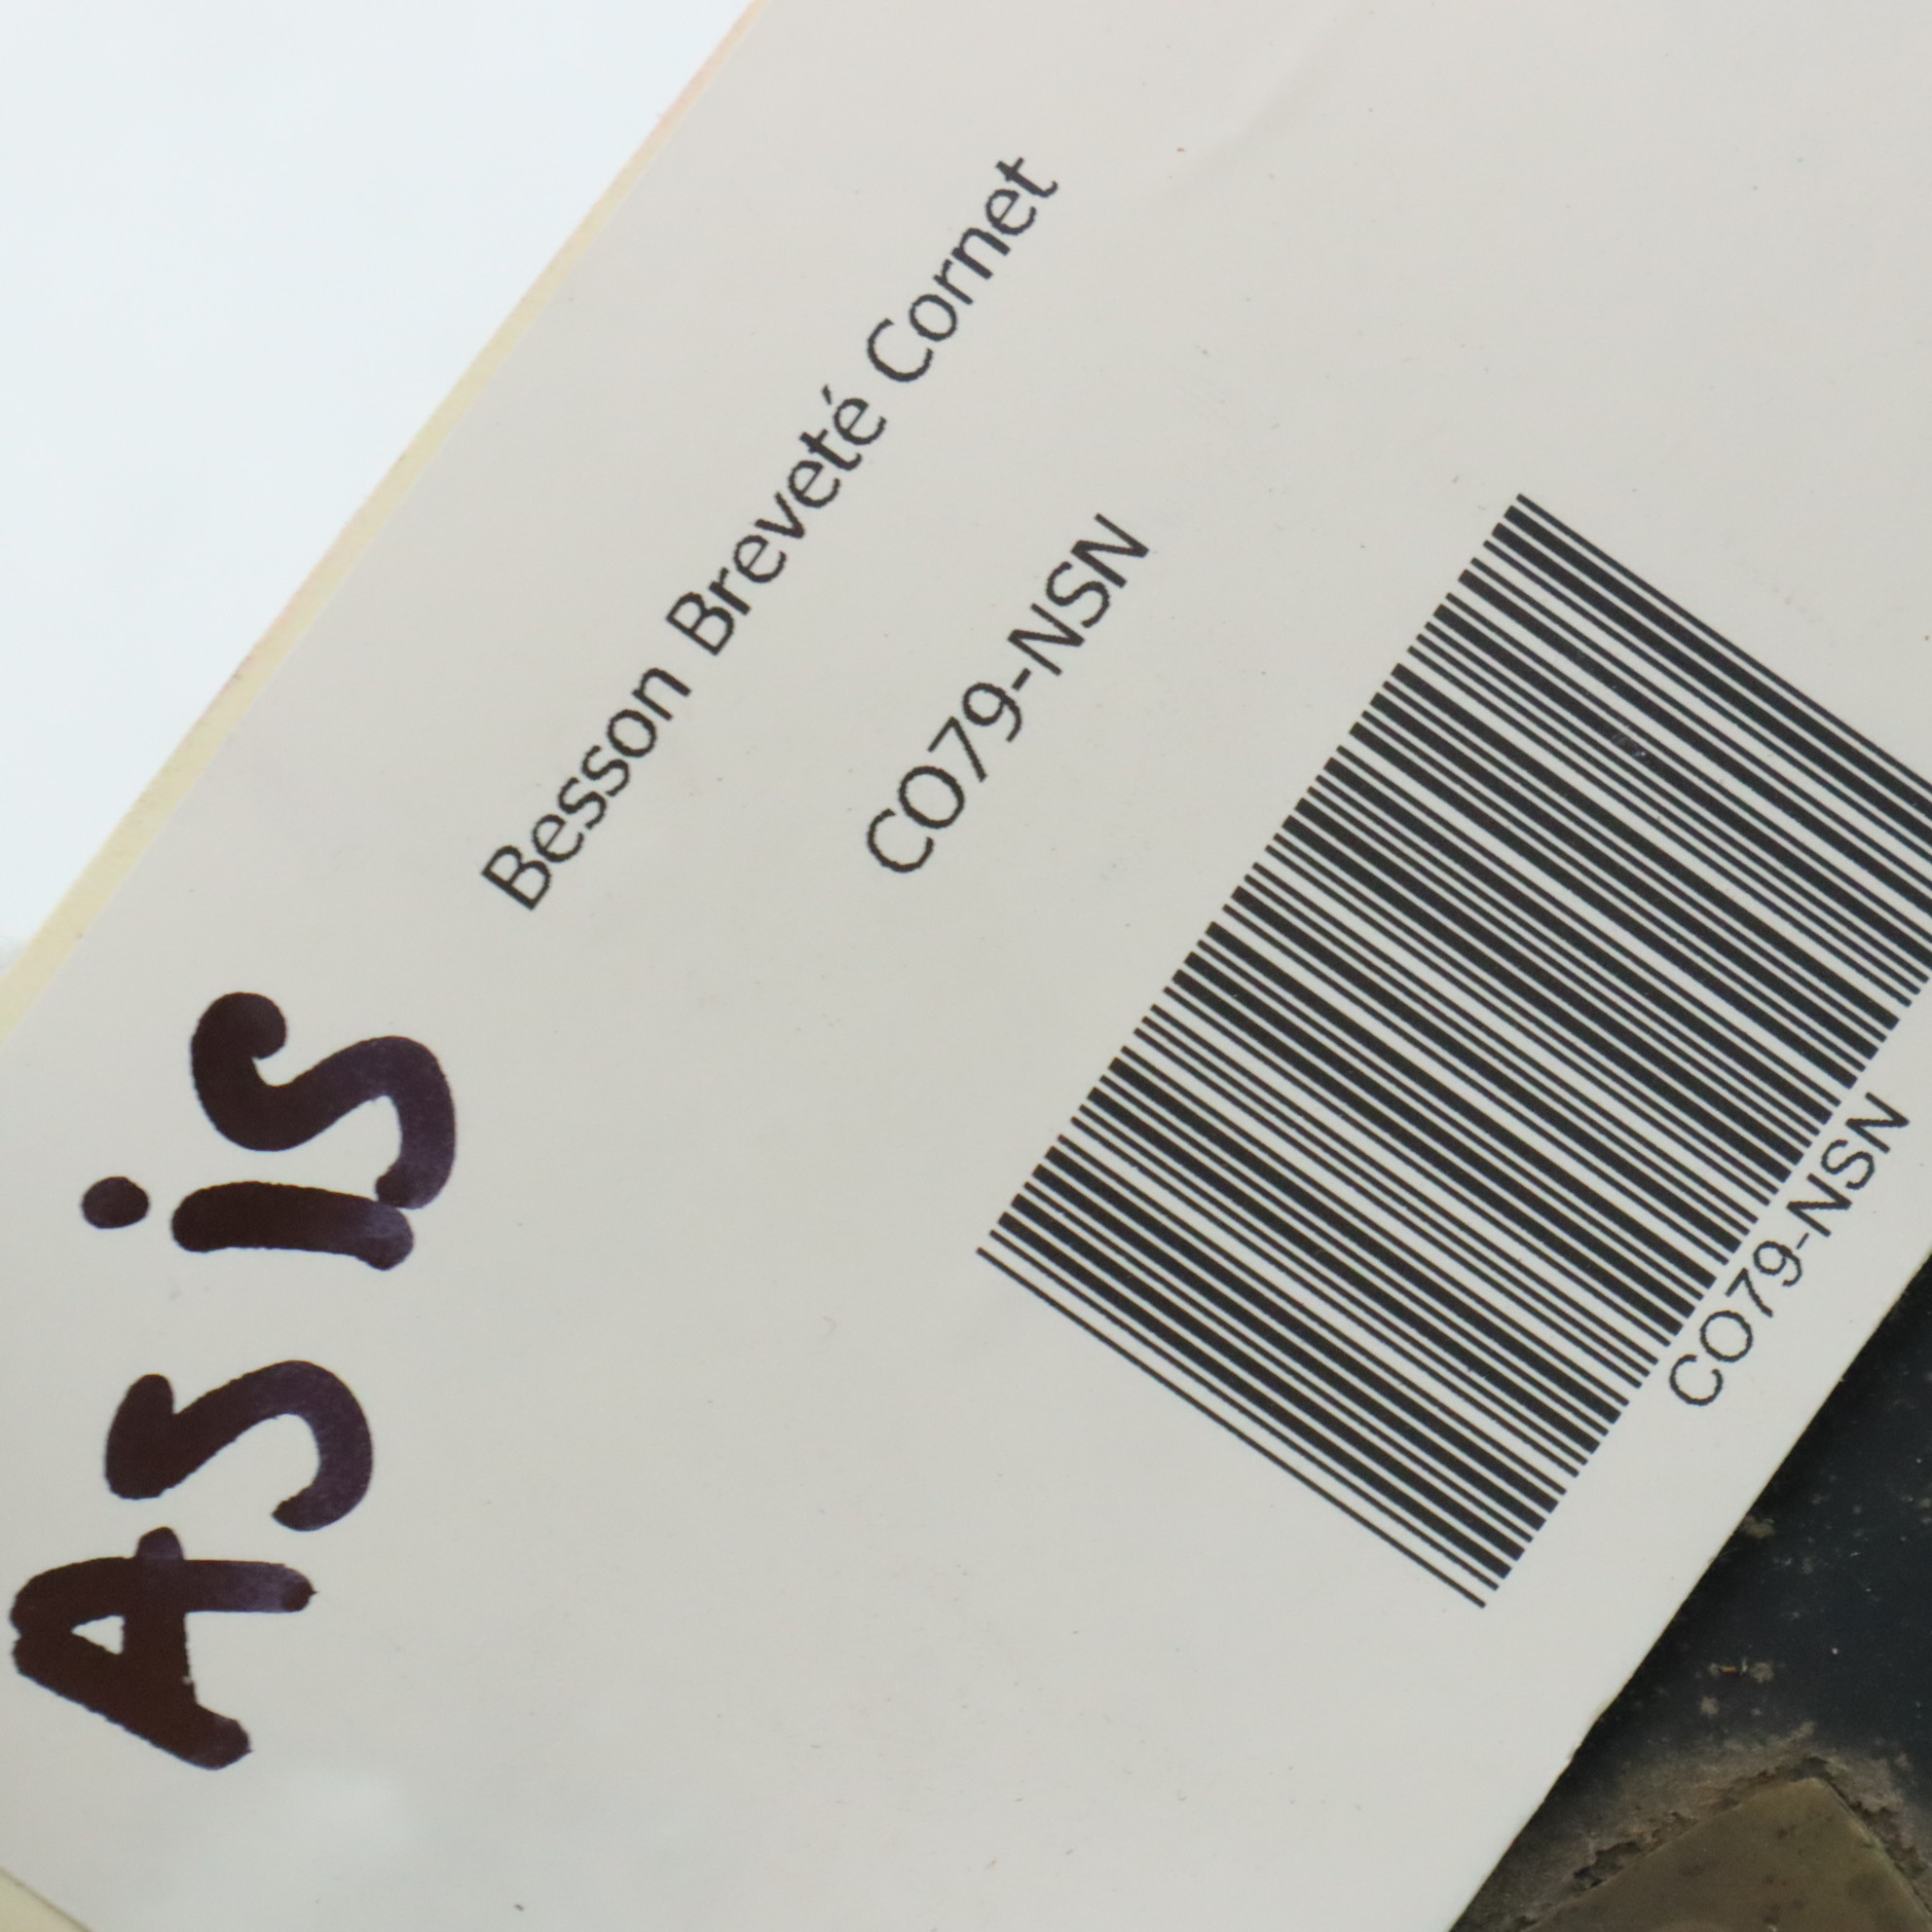 As is
Besson Breveté Cornet
CO79-NSN
CO79-NSN